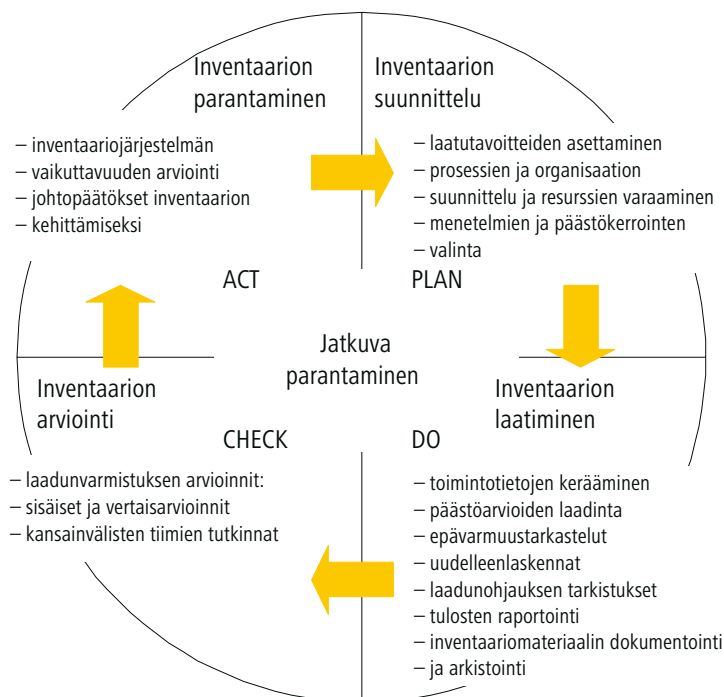 Inventaarion
parantaminen
– inventaariojärjestelmän
– vaikuttavuuden arviointi
– johtopäätökset inventaarion
– kehittämiseksi
ACT
Inventaarion
suunnittelu
– laatutavoitteiden asettaminen
– prosessien ja organisaation
– suunnittelu ja resurssien varaaminen
– menetelmien ja päästökerrointen
– valinta
PLAN
Jatkuva
parantaminen
Inventaarion
arviointi
CHECK
– laadunvarmistuksen arvioinnit:
– sisäiset ja vertaisarvioinnit
– kansainvälisten tiimien tutkinnat
Inventaarion
laatiminen
DO
– toimintotietojen kerääminen
– päästöarvioiden laadinta
– epävarmuustarkastelut
– uudelleenlaskennat
– laadunohjauksen tarkistukset
– tulosten raportointi
– inventaariomateriaalin dokumentointi
– ja arkistointi